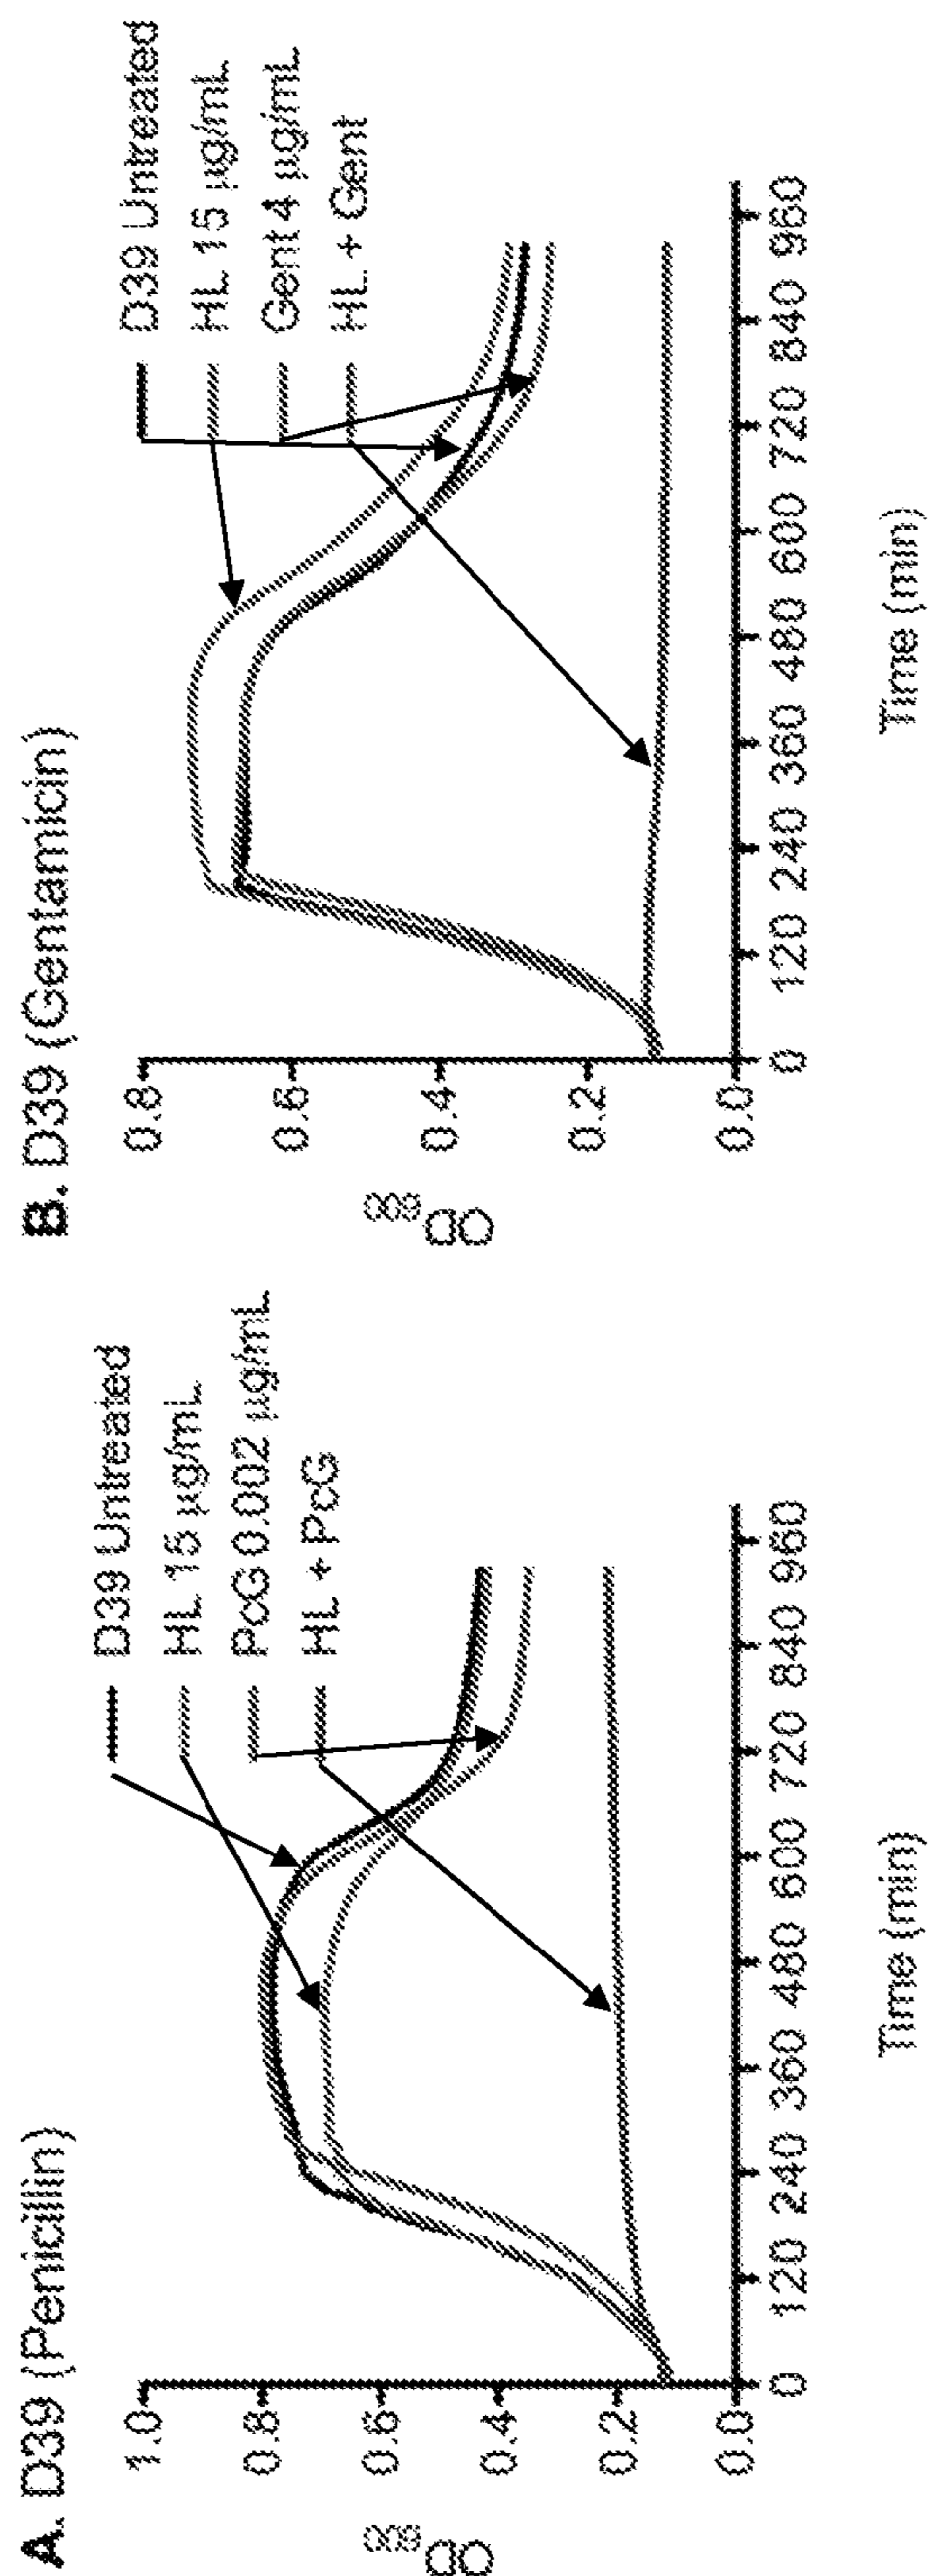 A. D39 (Penicillin)
D39 Untreated
HL 15 µg/mL
PcG 0.002 µg/mL
HL + PcG
1.0
0.8
0.6
0.4
0.2
0.0
OD600
0 120 240 360 480 600 720 840 960
Time (min)
B. D39 (Gentamicin)
D39 Untreated
HL 15 µg/mL
Gent 4 µg/mL
HL + Gent
0.8
0.6
0.4
0.2
0.0
OD600
0 120 240 360 480 600 720 840 960
Time (min)